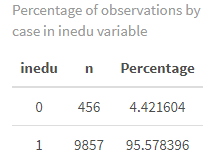 Percentage of observations by
case in inedu variable
inedu n Percentage
0 456 4.421604
1 9857 95.578396